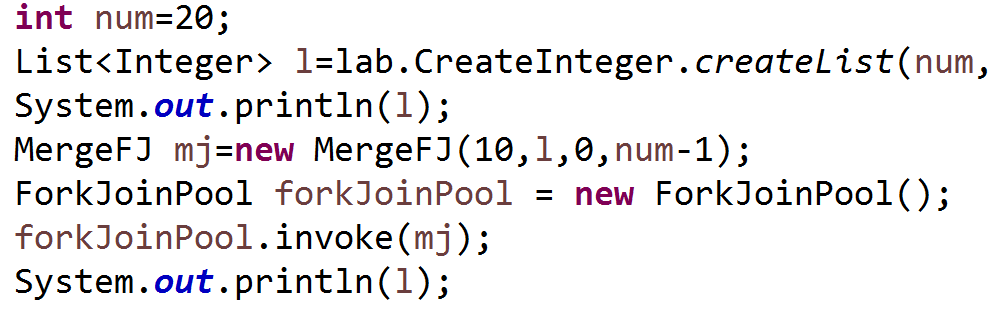 int num=20;
List<Integer> l=lab.CreateInteger.createList(num,
System.out.println(l);
MergeFJ mj=new MergeFJ(10,l,0,num-1);
ForkJoinPool forkJoinPool = new ForkJoinPool();
forkJoinPool.invoke(mj);
System.out.println(l);